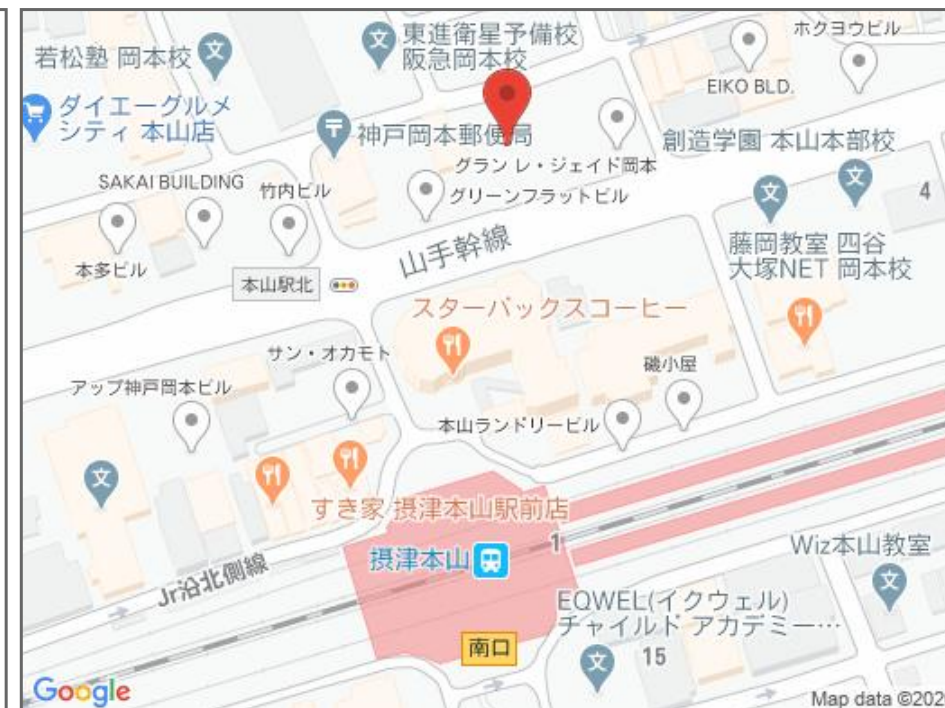 ホクヨウビル
東進衛星予備校
阪急岡本校
若松塾 岡本校
EIKO BLD.
ダイエーグルメ
シティ 本山店
神戸岡本郵便局
創造学園 本山本部校
グラン レ・ジェイド岡本
SAKAI BUILDING
竹内ビル
グリーンフラットビル
4
山手幹線
藤岡教室 四谷
大塚NET 岡本校
本多ビル
本山駅北
スターバックスコーヒー
サン・オカモト
磯小屋
アップ神戸岡本ビル
本山ランドリービル
すき家 摂津本山駅前店
1
摂津本山
Wiz本山教室
Jr沿北側線
EQWEL(イクウェル)
チャイルド アカデミー…
南口
15
Google
Map data ©202